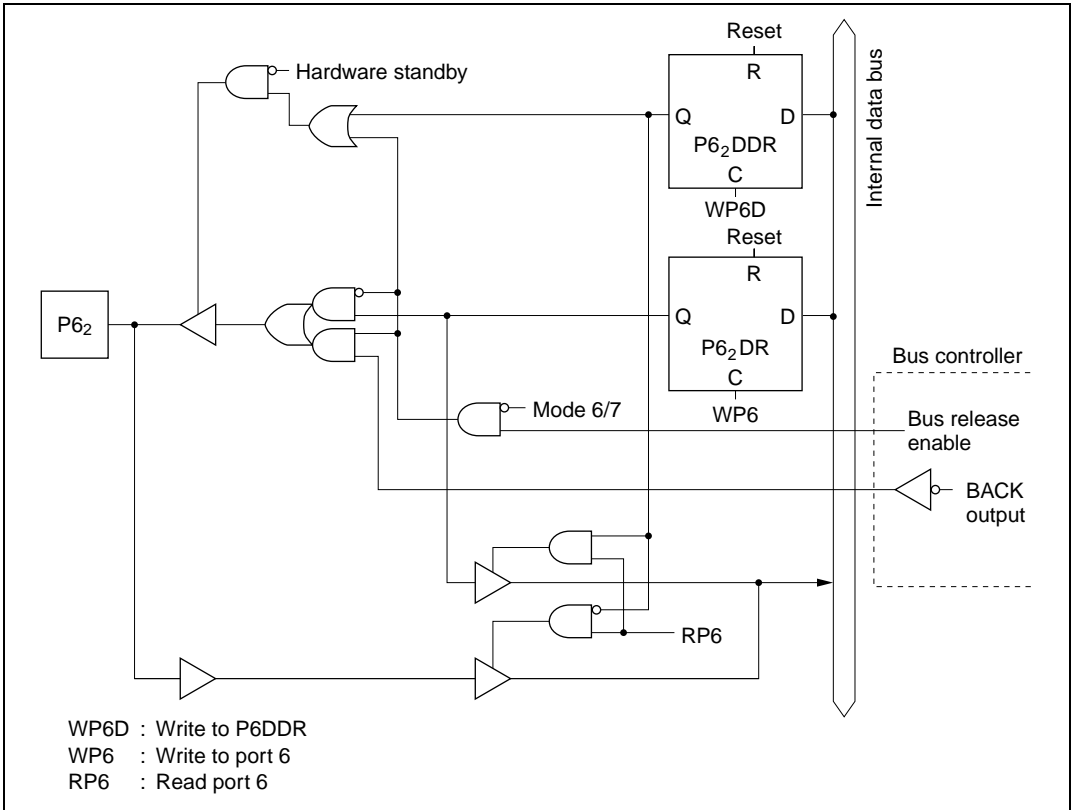 Reset
Hardware standby
R
Q
D
P6₂DDR
C
WP6D
Internal data bus
Reset
R
P6₂
Q
D
P6₂DR
C
WP6
Bus controller
Mode 6/7
Bus release
enable
BACK
output
RP6
WP6D : Write to P6DDR
WP6 : Write to port 6
RP6 : Read port 6